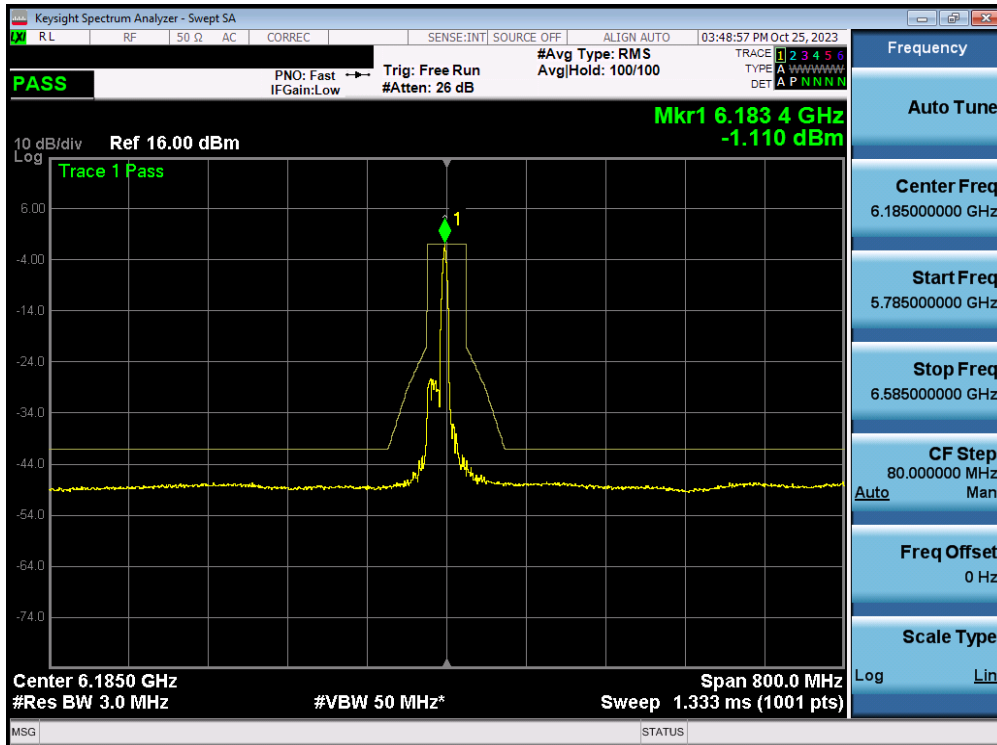 Keysight Spectrum Analyzer - Swept SA
LXI RL RF 50 Ω AC CORREC SENSE:INT SOURCE OFF ALIGN AUTO 03:48:57 PM Oct 25, 2023
#Avg Type: RMS TRACE 1 2 3 4 5 6
PNO: Fast Trig: Free Run Avg|Hold: 100/100 TYPE A WWWWW
PASS IFGain:Low #Atten: 26 dB DET A P N N N N
Mkr1 6.183 4 GHz
-1.110 dBm
10 dB/div Ref 16.00 dBm
Log
Trace 1 Pass
6.00
1
-4.00
-14.0
-24.0
-34.0
-44.0
-54.0
-64.0
-74.0
Center 6.1850 GHz Span 800.0 MHz
#Res BW 3.0 MHz #VBW 50 MHz* Sweep 1.333 ms (1001 pts)
MSG STATUS
Frequency
Auto Tune
Center Freq
6.185000000 GHz
Start Freq
5.785000000 GHz
Stop Freq
6.585000000 GHz
CF Step
80.000000 MHz
Auto Man
Freq Offset
0 Hz
Scale Type
Log Lin